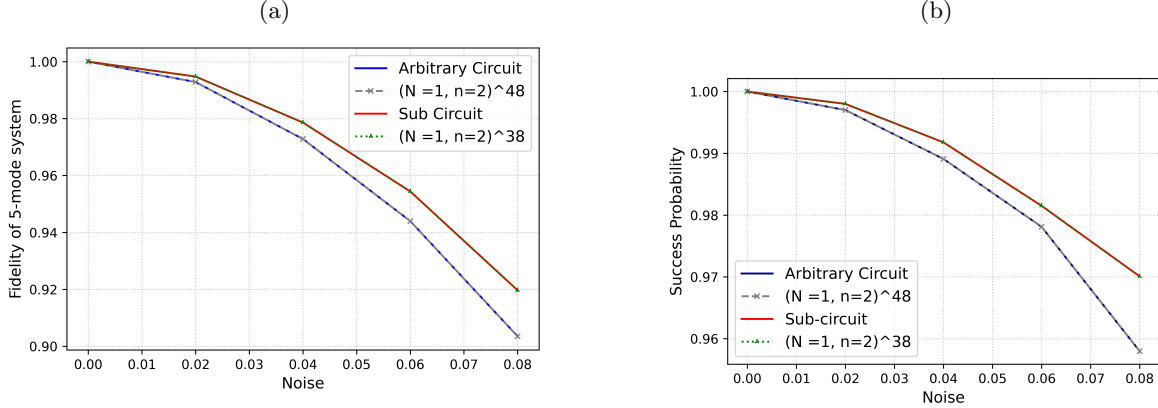 (a)
Fidelity of 5-mode system
1.00
0.98
0.96
0.94
0.92
0.90
Arbitrary Circuit
(N =1, n=2)^48
Sub Circuit
(N =1, n=2)^38
0.00 0.01 0.02 0.03 0.04 0.05 0.06 0.07 0.08
Noise
(b)
Success Probability
1.00
0.99
0.98
0.97
0.96
Arbitrary Circuit
(N =1, n=2)^48
Sub-circuit
(N =1, n=2)^38
0.00 0.01 0.02 0.03 0.04 0.05 0.06 0.07 0.08
Noise